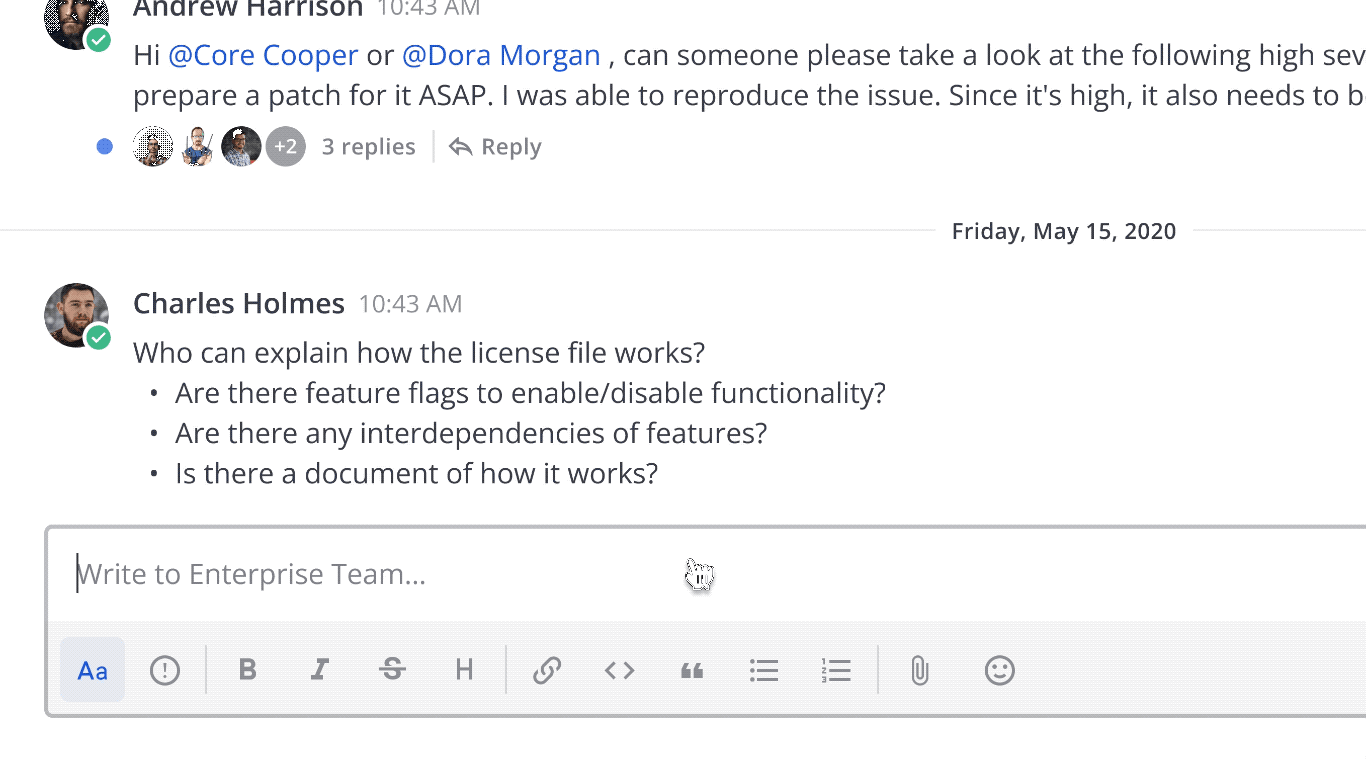 Andrew Harrison 10:43 AM
Hi @Core Cooper or @Dora Morgan , can someone please take a look at the following high sev
prepare a patch for it ASAP. I was able to reproduce the issue. Since it's high, it also needs to b
+2 3 replies Reply
Friday, May 15, 2020
Charles Holmes 10:43 AM
Who can explain how the license file works?
• Are there feature flags to enable/disable functionality?
• Are there any interdependencies of features?
• Is there a document of how it works?
Write to Enterprise Team...
Aa B I S H